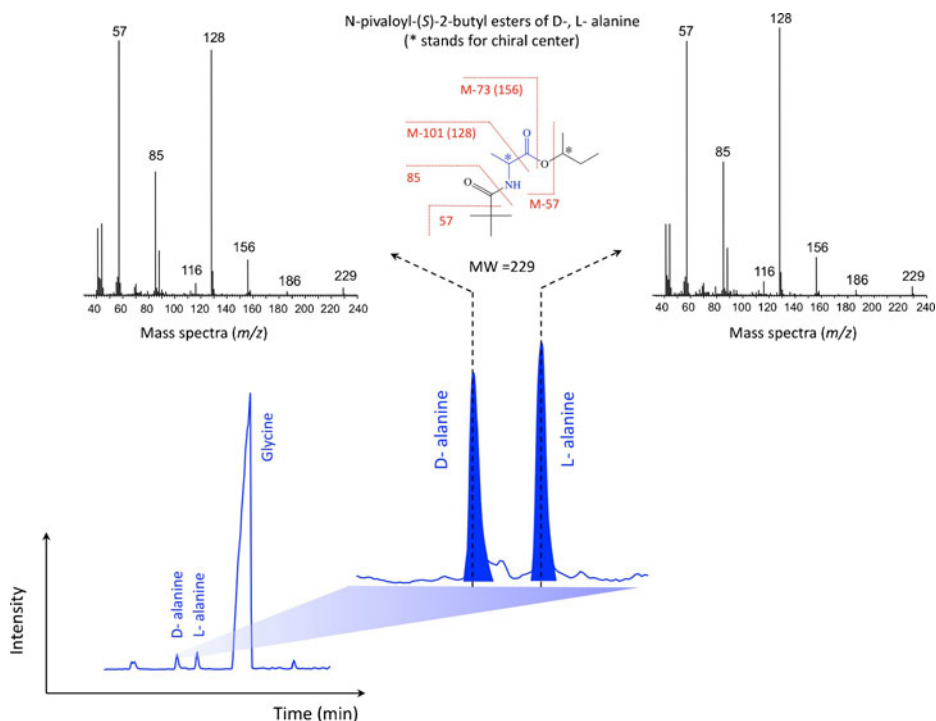 N-pivaloyl-(S)-2-butyl esters of D-, L- alanine
(* stands for chiral center)
57
128
85
116
156
186
229
40 60 80 100 120 140 160 180 200 220 240
Mass spectra (m/z)
M-73 (156)
M-101 (128)
85
57
M-57
O
*
O
*
O
NH
MW =229
57
128
85
116
156
186
229
40 60 80 100 120 140 160 180 200 220 240
Mass spectra (m/z)
D- alanine
L- alanine
Glycine
D- alanine
L- alanine
Intensity
Time (min)